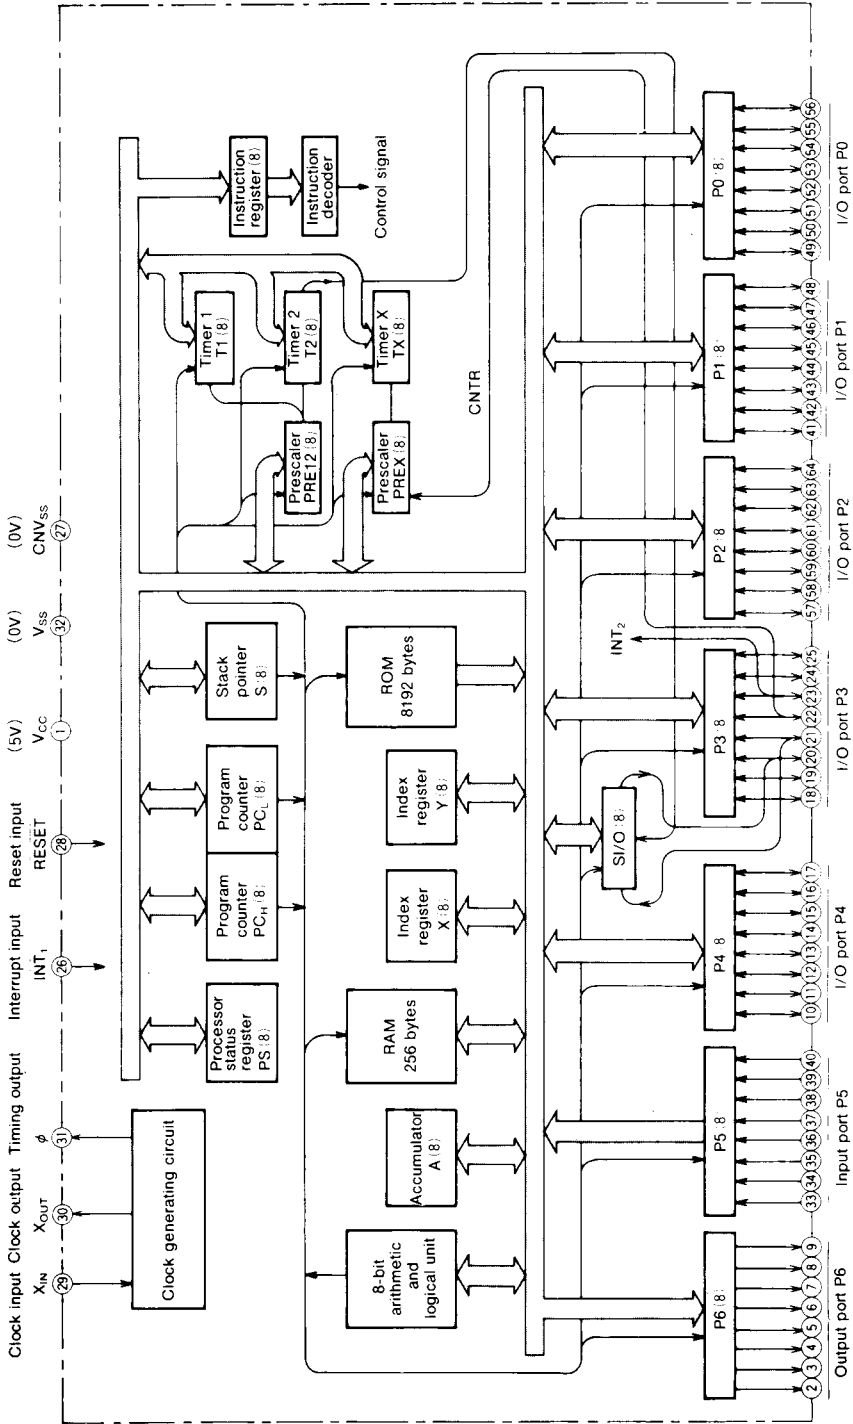 Clock input
Clock output
Timing output
Interrupt input
Reset input
(5V)
(0V)
(0V)
XIN
XOUT
φ
INT1
RESET
VCC
VSS
CNVSS
29
30
31
26
28
1
32
27
Clock generating circuit
Processor
status
register
PS(8)
Program
counter
PCH(8)
Program
counter
PCL(8)
Stack
pointer
S(8)
Instruction
register(8)
Instruction
decoder
Control signal
Timer 1
T1(8)
Timer 2
T2(8)
Timer X
TX(8)
Prescaler
PRE12(8)
Prescaler
PREX(8)
CNTR
8-bit
arithmetic
and
logical unit
Accumulator
A(8)
RAM
256 bytes
Index
register
X(8)
Index
register
Y(8)
ROM
8192 bytes
SI/O(8)
INT2
P6(8)
P5(8)
P4(8)
P3(8)
P2(8)
P1(8)
P0(8)
2 3 4 5 6 7 8 9
33 34 35 36 37 38 39 40
10 11 12 13 14 15 16 17
18 19 20 21 22 23 24 25
57 58 59 60 61 62 63 64
41 42 43 44 45 46 47 48
49 50 51 52 53 54 55 56
Output port P6
Input port P5
I/O port P4
I/O port P3
I/O port P2
I/O port P1
I/O port P0